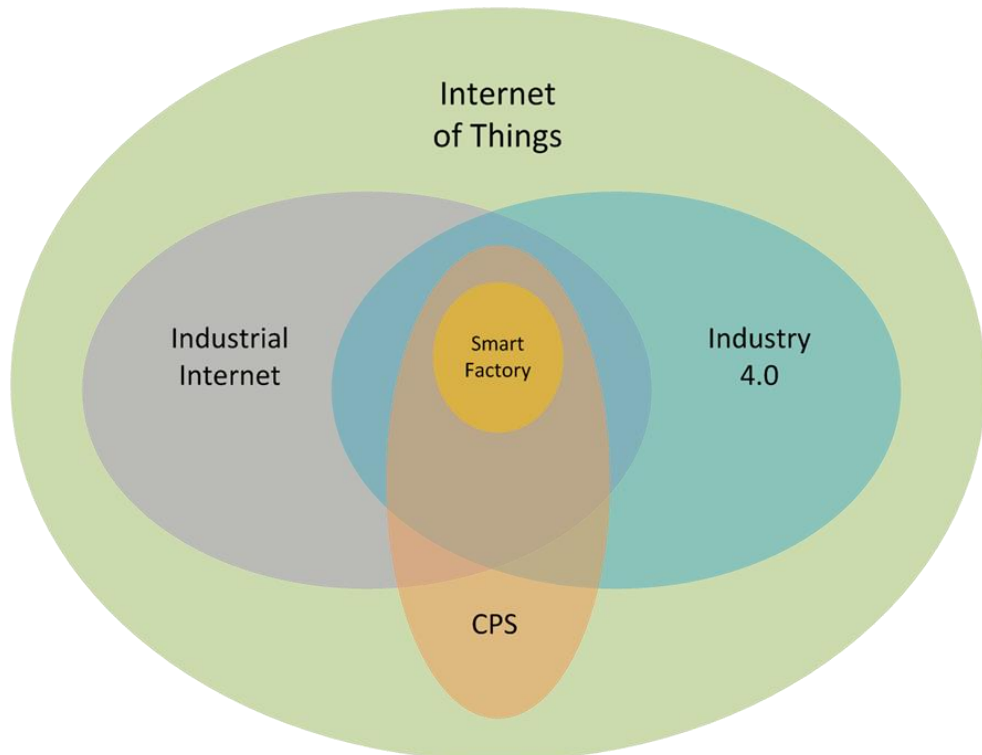 Internet
of Things
Industrial
Internet
Smart
Factory
Industry
4.0
CPS